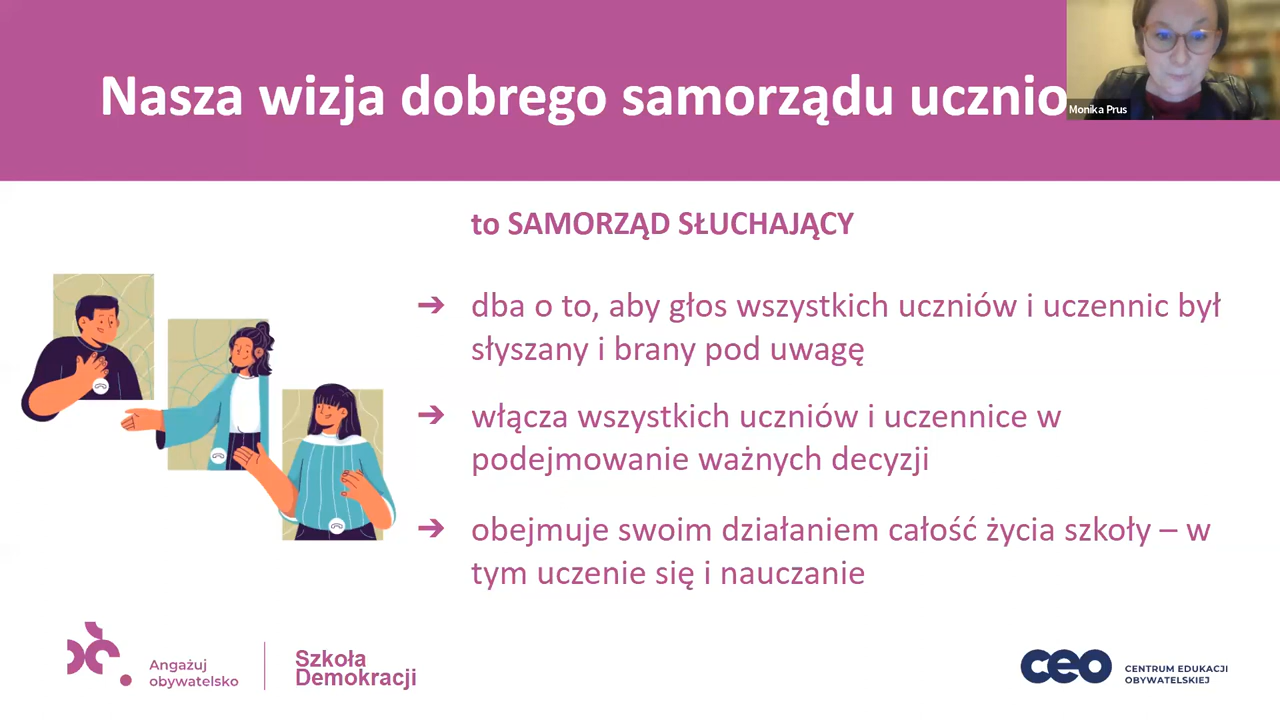 Nasza wizja dobrego samorządu ucznio
Monika Prus
to SAMORZĄD SŁUCHAJĄCY
➔ dba o to, aby głos wszystkich uczniów i uczennic był
słyszany i brany pod uwagę
➔ włącza wszystkich uczniów i uczennice w
podejmowanie ważnych decyzji
➔ obejmuje swoim działaniem całość życia szkoły – w
tym uczenie się i nauczanie
Angażuj
obywatelsko
Szkoła
Demokracji
ceo
CENTRUM EDUKACJI
OBYWATELSKIEJ